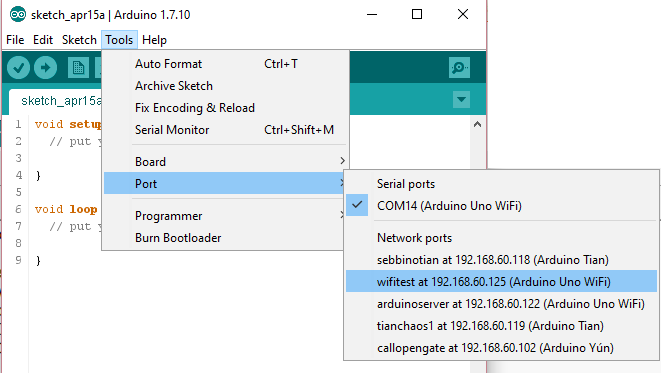 sketch_apr15a | Arduino 1.7.10
File Edit Sketch Tools Help
sketch_apr15a
Auto Format Ctrl+T
Archive Sketch
Fix Encoding & Reload
Serial Monitor Ctrl+Shift+M
Board
Port
Programmer
Burn Bootloader
Serial ports
COM14 (Arduino Uno WiFi)
Network ports
sebbinotian at 192.168.60.118 (Arduino Tian)
wifitest at 192.168.60.125 (Arduino Uno WiFi)
arduinoserver at 192.168.60.122 (Arduino Uno WiFi)
tianchaos1 at 192.168.60.119 (Arduino Tian)
callopengate at 192.168.60.102 (Arduino Yún)
1 void setup
2 // put y
3
4 }
5
6 void loop
7 // put y
8
9 }